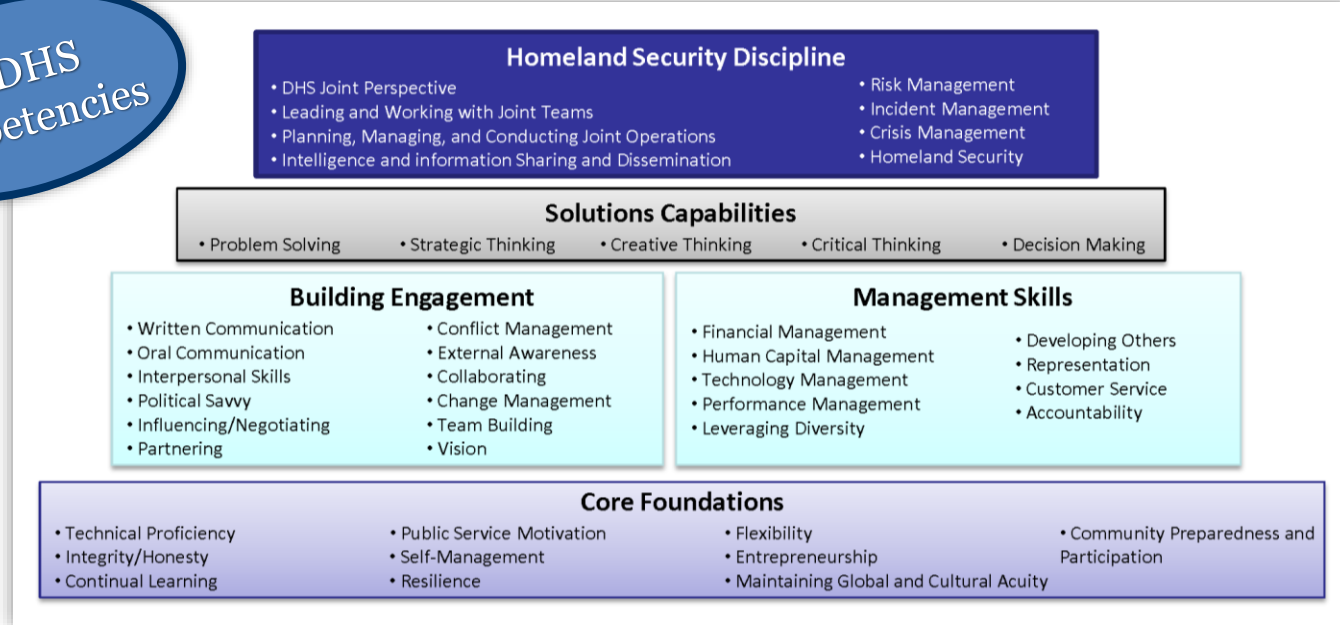 DHS
Homeland Security Discipline
• DHS Joint Perspective
• Leading and Working with Joint Teams
• Planning, Managing, and Conducting Joint Operations
• Intelligence and information Sharing and Dissemination
• Risk Management
• Incident Management
• Crisis Management
• Homeland Security
Solutions Capabilities
• Problem Solving • Strategic Thinking • Creative Thinking • Critical Thinking • Decision Making
Building Engagement
• Written Communication
• Oral Communication
• Interpersonal Skills
• Political Savvy
• Influencing/Negotiating
• Partnering
• Conflict Management
• External Awareness
• Collaborating
• Change Management
• Team Building
• Vision
Management Skills
• Financial Management
• Human Capital Management
• Technology Management
• Performance Management
• Leveraging Diversity
• Developing Others
• Representation
• Customer Service
• Accountability
Core Foundations
• Technical Proficiency
• Integrity/Honesty
• Continual Learning
• Public Service Motivation
• Self-Management
• Resilience
• Flexibility
• Entrepreneurship
• Maintaining Global and Cultural Acuity
• Community Preparedness and
Participation